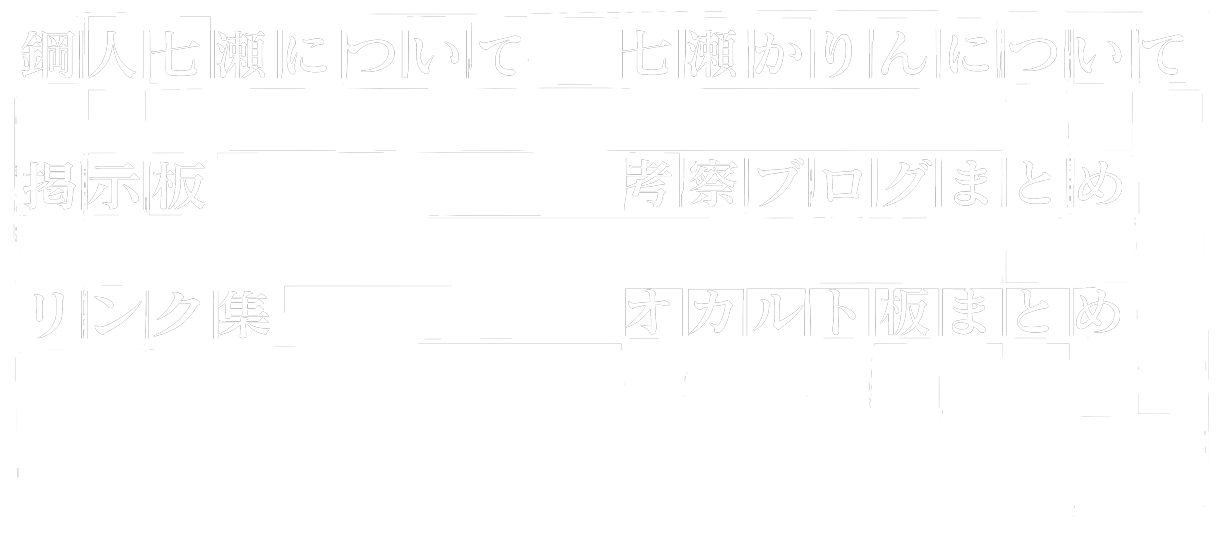 鋼人七瀬について
七瀬かりんについて
掲示板
考察ブログまとめ
リンク集
オカルト板まとめ